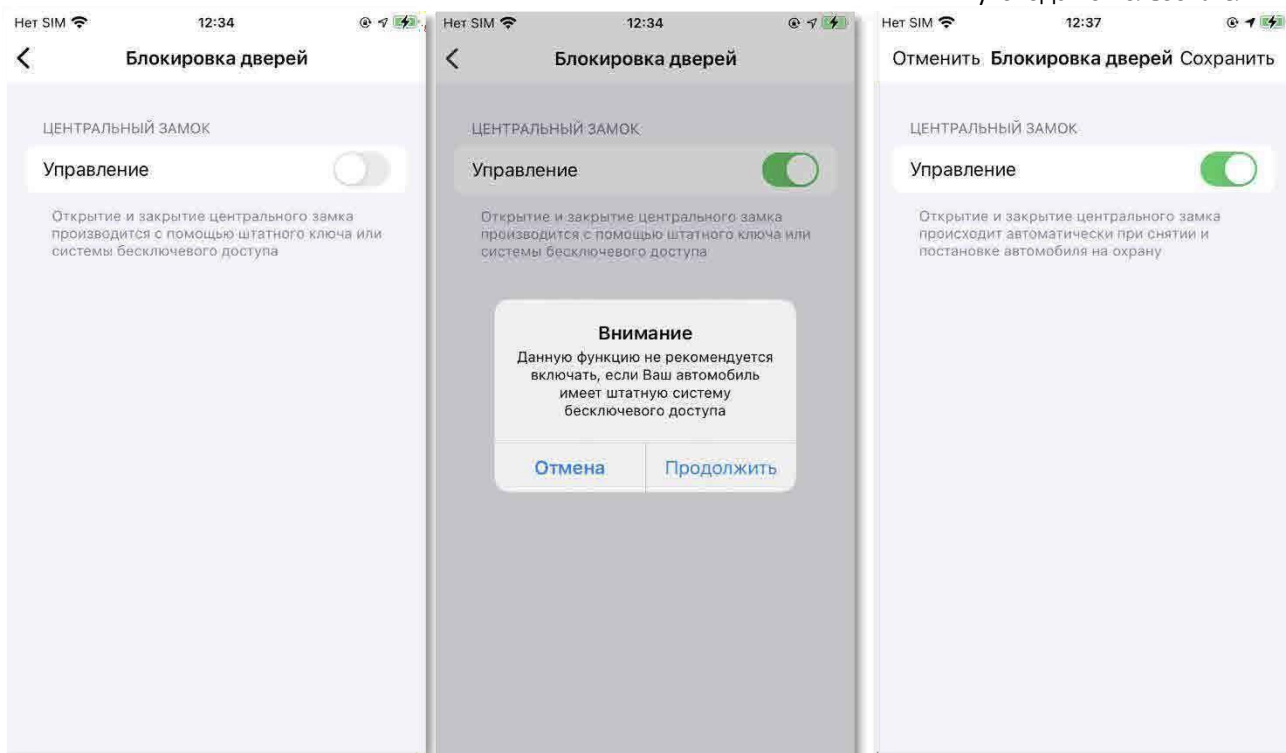 Нет SIM 12:34
Блокировка дверей
ЦЕНТРАЛЬНЫЙ ЗАМОК
Управление
Открытие и закрытие центрального замка
производится с помощью штатного ключа или
системы бесключевого доступа
Нет SIM 12:34
Блокировка дверей
ЦЕНТРАЛЬНЫЙ ЗАМОК
Управление
Открытие и закрытие центрального замка
производится с помощью штатного ключа или
системы бесключевого доступа
Внимание
Данную функцию не рекомендуется
включать, если Ваш автомобиль
имеет штатную систему
бесключевого доступа
Отмена Продолжить
Нет SIM 12:37
Отменить Блокировка дверей Сохранить
ЦЕНТРАЛЬНЫЙ ЗАМОК
Управление
Открытие и закрытие центрального замка
происходит автоматически при снятии и
постановке автомобиля на охрану